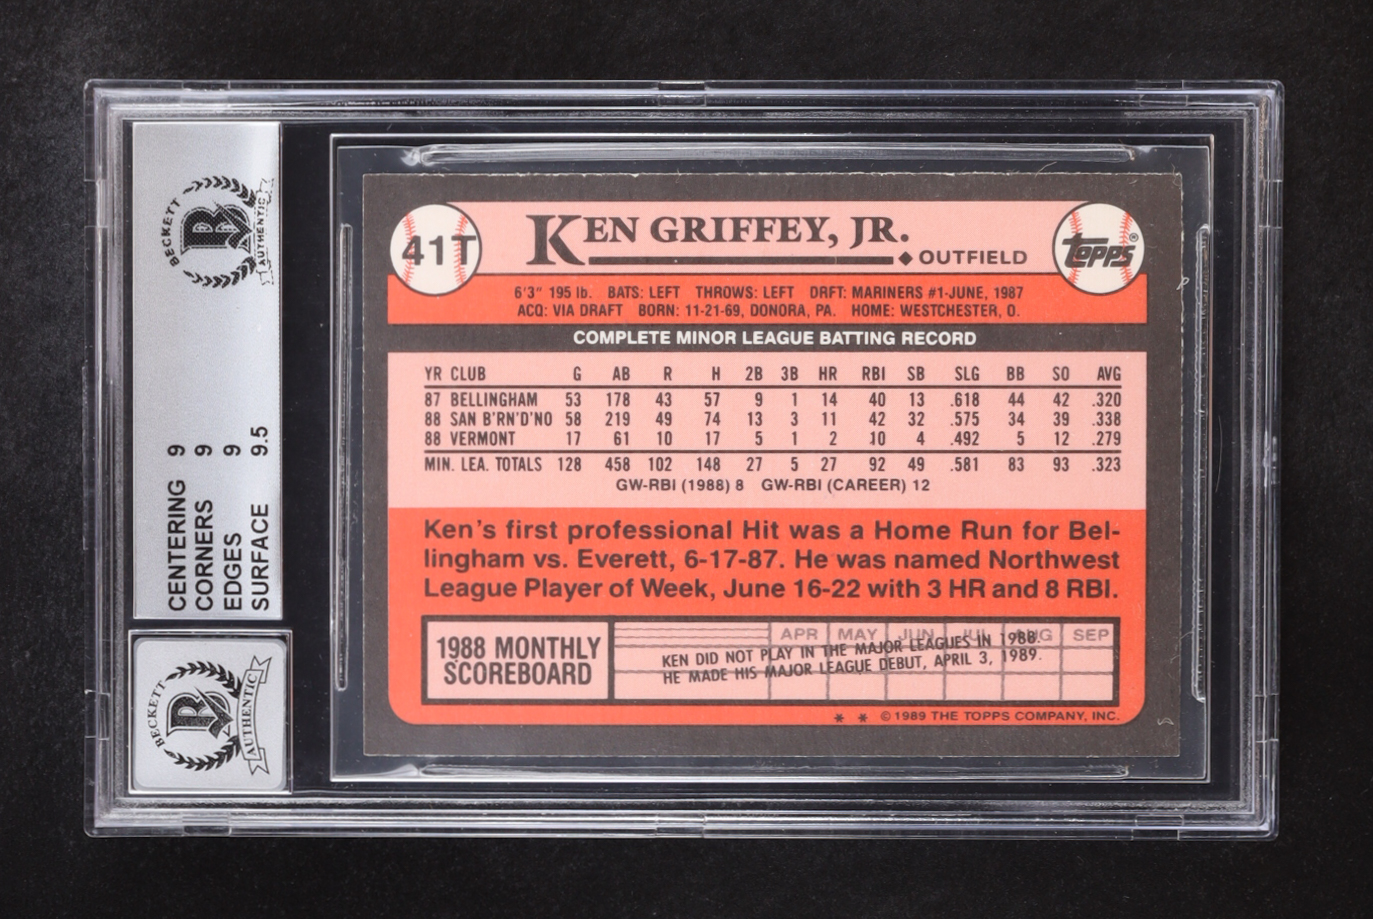 BECKETT
AUTHENTIC
CENTERING 9
CORNERS 9
EDGES 9
SURFACE 9.5
BECKETT
AUTHENTIC
41T
KEN GRIFFEY, JR.
OUTFIELD
TOPPS®
6'3" 195 lb. BATS: LEFT THROWS: LEFT DRFT: MARINERS #1-JUNE, 1987
ACQ: VIA DRAFT BORN: 11-21-69, DONORA, PA. HOME: WESTCHESTER, O.
COMPLETE MINOR LEAGUE BATTING RECORD
YR CLUB G AB R H 2B 3B HR RBI SB SLG BB SO AVG
87 BELLINGHAM 53 178 43 57 9 1 14 40 13 .618 44 42 .320
88 SAN B'RN'D'NO 58 219 49 74 13 3 11 42 32 .575 34 39 .338
88 VERMONT 17 61 10 17 5 1 2 10 4 .492 5 12 .279
MIN. LEA. TOTALS 128 458 102 148 27 5 27 92 49 .581 83 93 .323
GW-RBI (1988) 8 GW-RBI (CAREER) 12
Ken's first professional Hit was a Home Run for Bel-
lingham vs. Everett, 6-17-87. He was named Northwest
League Player of Week, June 16-22 with 3 HR and 8 RBI.
1988 MONTHLY
SCOREBOARD
APR MAY JUN JUL AUG SEP
KEN DID NOT PLAY IN THE MAJOR LEAGUES IN 1988.
HE MADE HIS MAJOR LEAGUE DEBUT, APRIL 3, 1989.
* * © 1989 THE TOPPS COMPANY, INC.